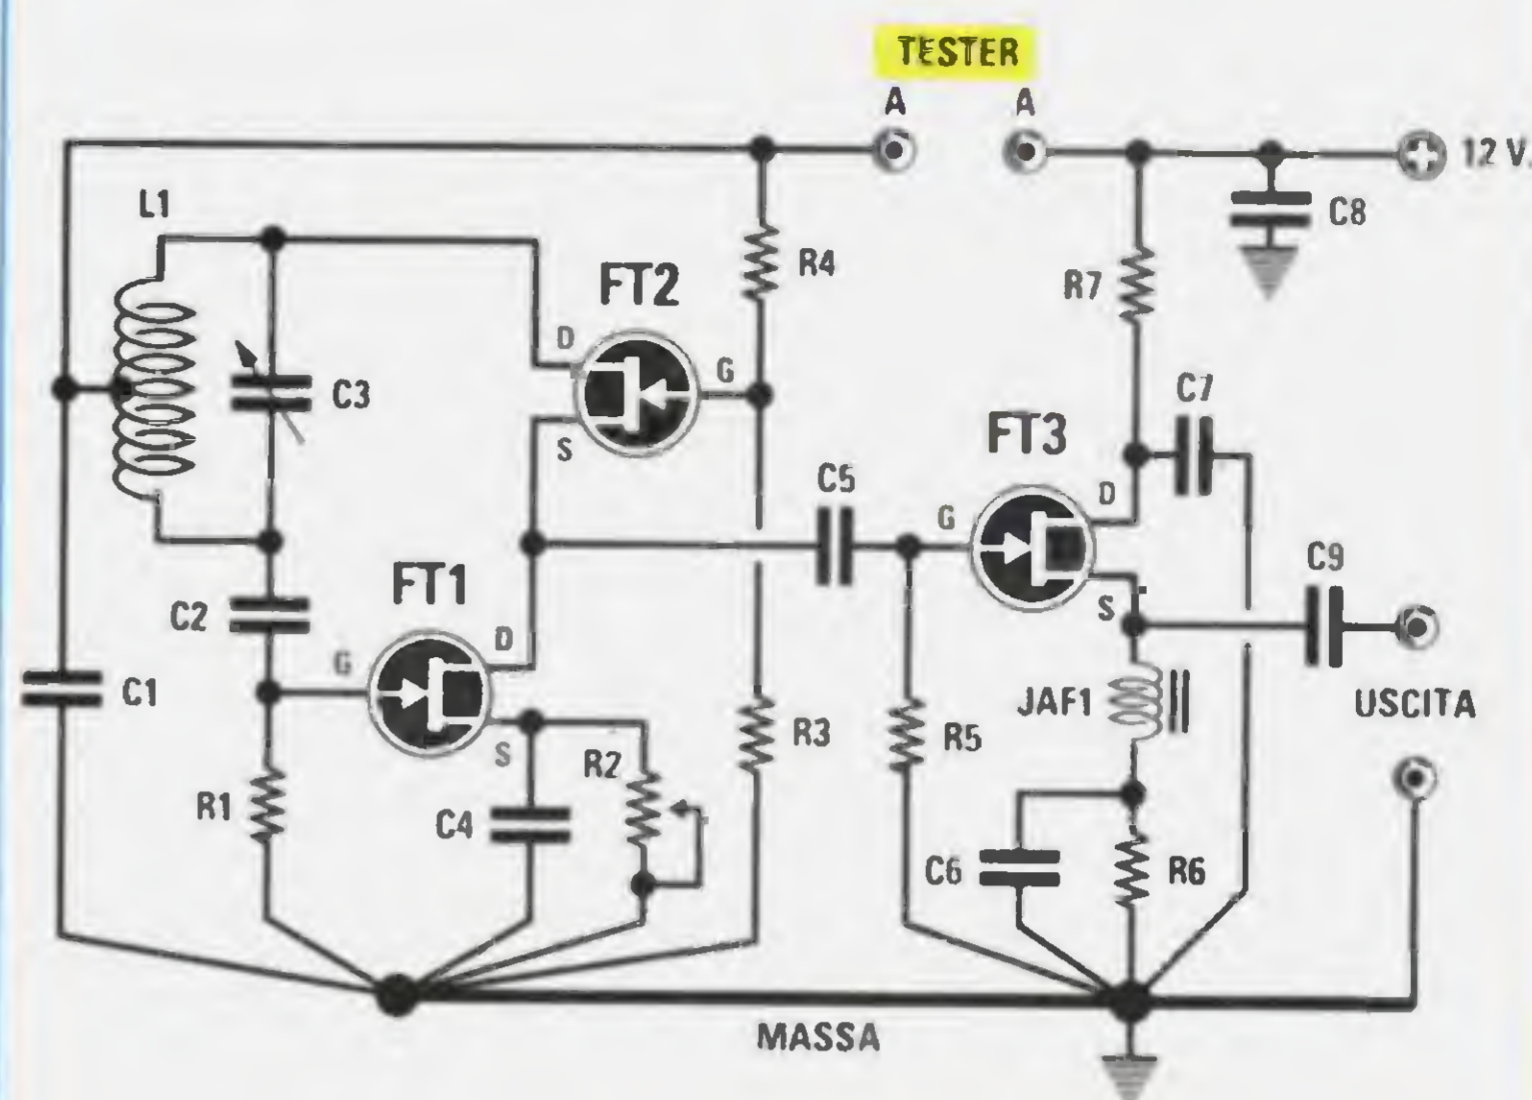 TESTER
A A
12 V.
L1
C8
R4
R7
FT2
D
G
C3
C7
S
FT3
C5
D
G
C9
FT1
C2
S
D
G
C1
JAF1
USCITA
R3
R5
S
R2
R1
C4
C6
R6
MASSA